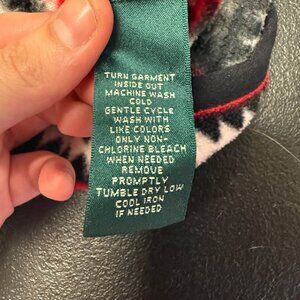 TURN GARMENT
INSIDE OUT
MACHINE WASH
COLD
GENTLE CYCLE
WASH WITH
LIKE COLORS
ONLY NON-
CHLORINE BLEACH
WHEN NEEDED
REMOVE
PROMPTLY
TUMBLE DRY LOW
COOL IRON
IF NEEDED